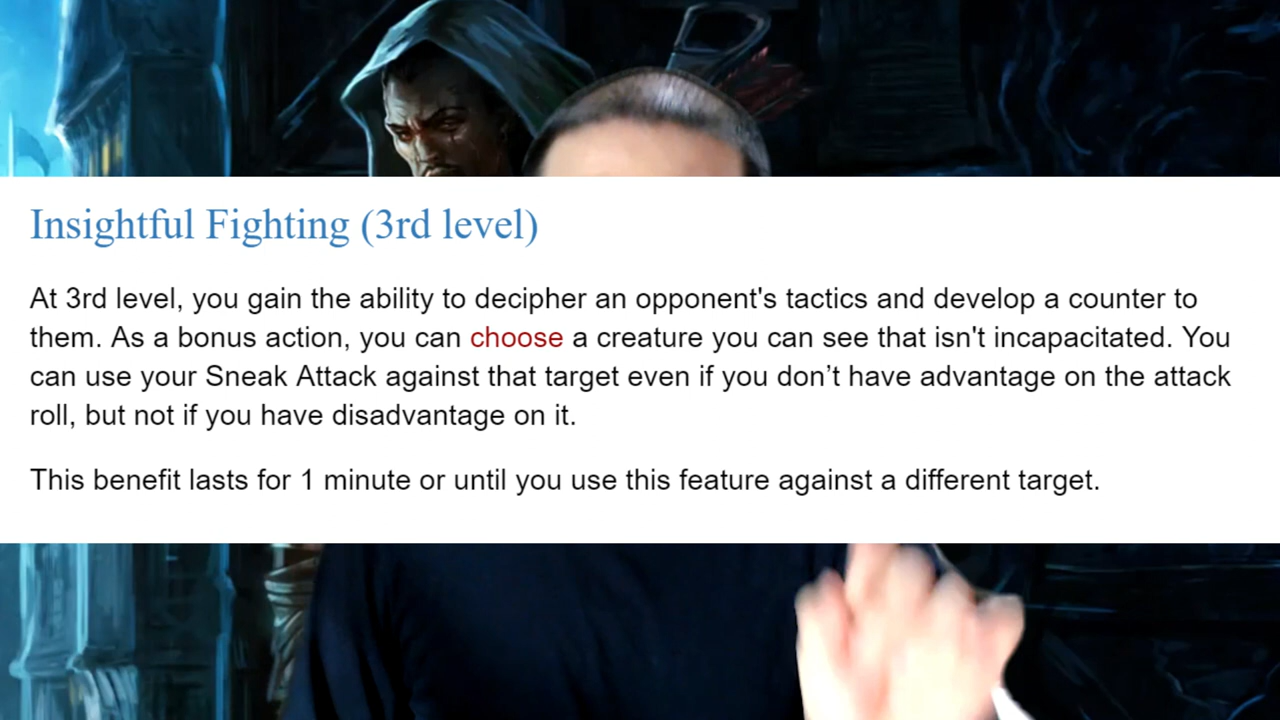 Insightful Fighting (3rd level)
At 3rd level, you gain the ability to decipher an opponent's tactics and develop a counter to
them. As a bonus action, you can choose a creature you can see that isn't incapacitated. You
can use your Sneak Attack against that target even if you don’t have advantage on the attack
roll, but not if you have disadvantage on it.
This benefit lasts for 1 minute or until you use this feature against a different target.